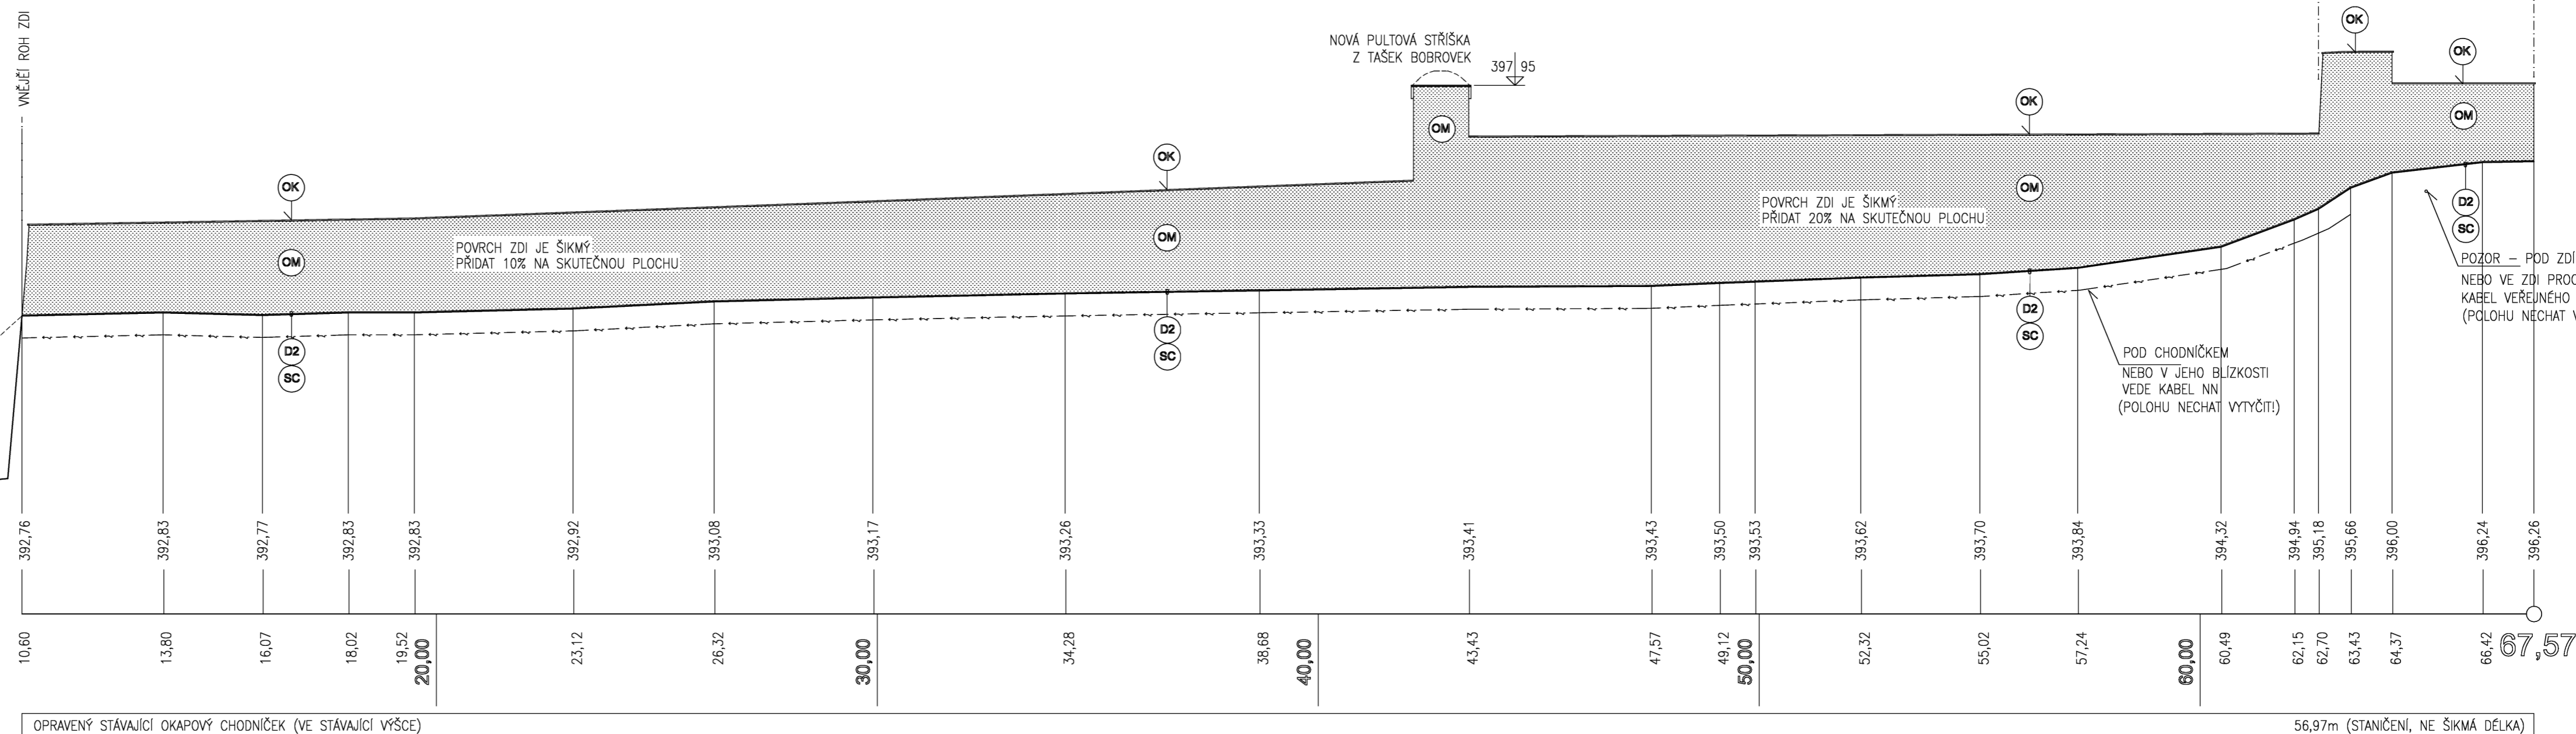 VNĚJŠÍ ROH ZDI
NOVÁ PULTOVÁ STŘÍŠKA
Z TAŠEK BOBROVEK
397 95
OK
OK
OK
OK
OK
OM
OM
OM
OM
OM
POVRCH ZDI JE ŠIKMÝ
PŘIDAT 10% NA SKUTEČNOU PLOCHU
POVRCH ZDI JE ŠIKMÝ
PŘIDAT 20% NA SKUTEČNOU PLOCHU
D2
SC
D2
SC
D2
SC
D2
SC
POZOR – POD ZDÍ
NEBO VE ZDI PROC
KABEL VEŘEJNÉHO
(POLOHU NECHAT V
POD CHODNÍČKEM
NEBO V JEHO BLÍZKOSTI
VEDE KABEL NN
(POLOHU NECHAT VYTYČIT!)
392,76
392,83
392,77
392,83
392,83
392,92
393,08
393,17
393,26
393,33
393,41
393,43
393,50
393,53
393,62
393,70
393,84
394,32
394,94
395,18
395,66
396,00
396,24
396,26
10,60
13,80
16,07
18,02
19,52
20,00
23,12
26,32
30,00
34,28
38,68
40,00
43,43
47,57
49,12
50,00
52,32
55,02
57,24
60,00
60,49
62,15
62,70
63,43
64,37
66,42
67,57
OPRAVENÝ STÁVAJÍCÍ OKAPOVÝ CHODNÍČEK (VE STÁVAJÍCÍ VÝŠCE)
56,97m (STANIČENÍ, NE ŠIKMÁ DÉLKA)